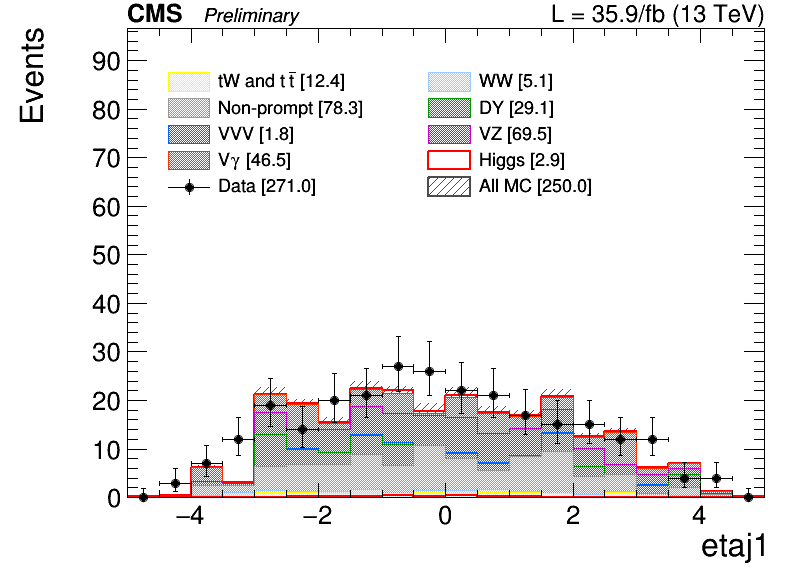 CMS Preliminary L = 35.9/fb (13 TeV)
Events
90
80
70
60
50
40
30
20
10
0
tW and t t̅ [12.4]
WW [5.1]
Non-prompt [78.3]
DY [29.1]
VVV [1.8]
VZ [69.5]
Vγ [46.5]
Higgs [2.9]
Data [271.0]
All MC [250.0]
−4 −2 0 2 4
etaj1